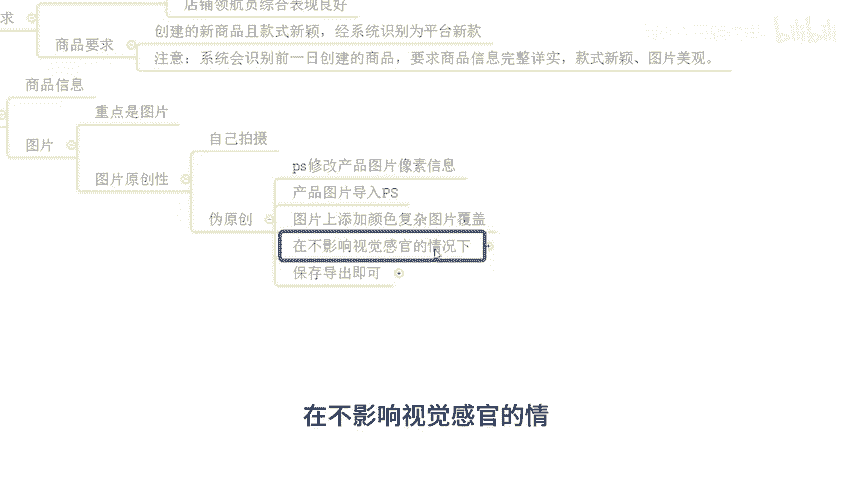 求
店铺领航员综合表现良好
商品要求
创建的新商品且款式新颖，经系统识别为平台新款
注意：系统会识别前一日创建的商品，要求商品信息完整详实，款式新颖、图片美观。
商品信息
重点是图片
图片
自己拍摄
图片原创性
ps修改产品图片像素信息
产品图片导入PS
伪原创
图片上添加颜色复杂图片覆盖
在不影响视觉感官的情况下
保存导出即可
在不影响视觉感官的情
bilibili